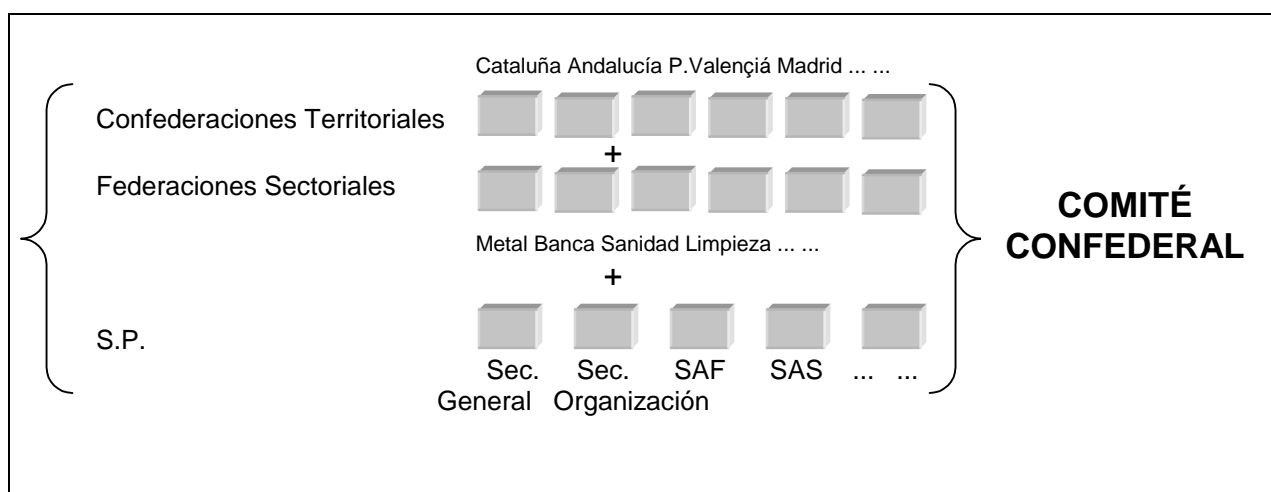 Cataluña Andalucía P.Valençiá Madrid ... ...
Confederaciones Territoriales
+
Federaciones Sectoriales
COMITÉ
CONFEDERAL
Metal Banca Sanidad Limpieza ... ...
+
S.P.
Sec. Sec. SAF SAS ... ...
General Organización